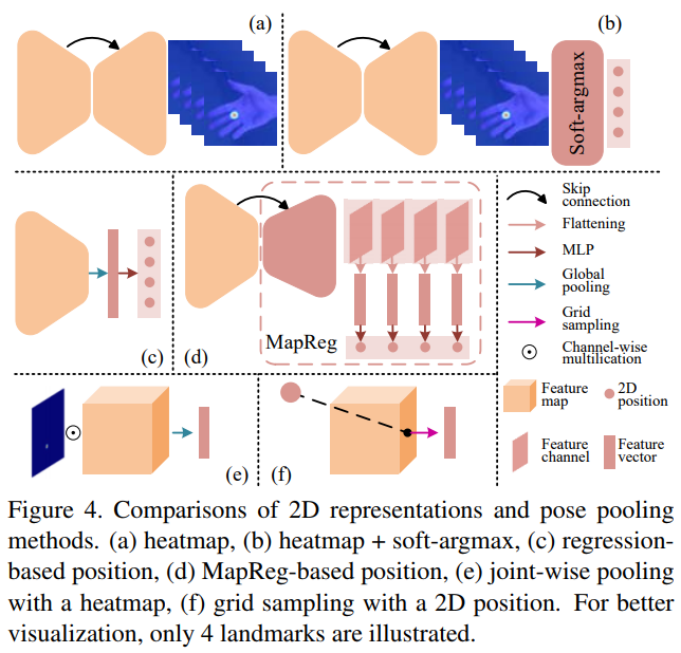 (a)
(b)
Soft-argmax
(c)
(d)
MapReg
Skip
connection
Flattening
MLP
Global
pooling
Grid
sampling
Channel-wise
multilication
(e)
(f)
Feature
map
2D
position
Feature
channel
Feature
vector
Figure 4. Comparisons of 2D representations and pose pooling
methods. (a) heatmap, (b) heatmap + soft-argmax, (c) regression-
based position, (d) MapReg-based position, (e) joint-wise pooling
with a heatmap, (f) grid sampling with a 2D position. For better
visualization, only 4 landmarks are illustrated.